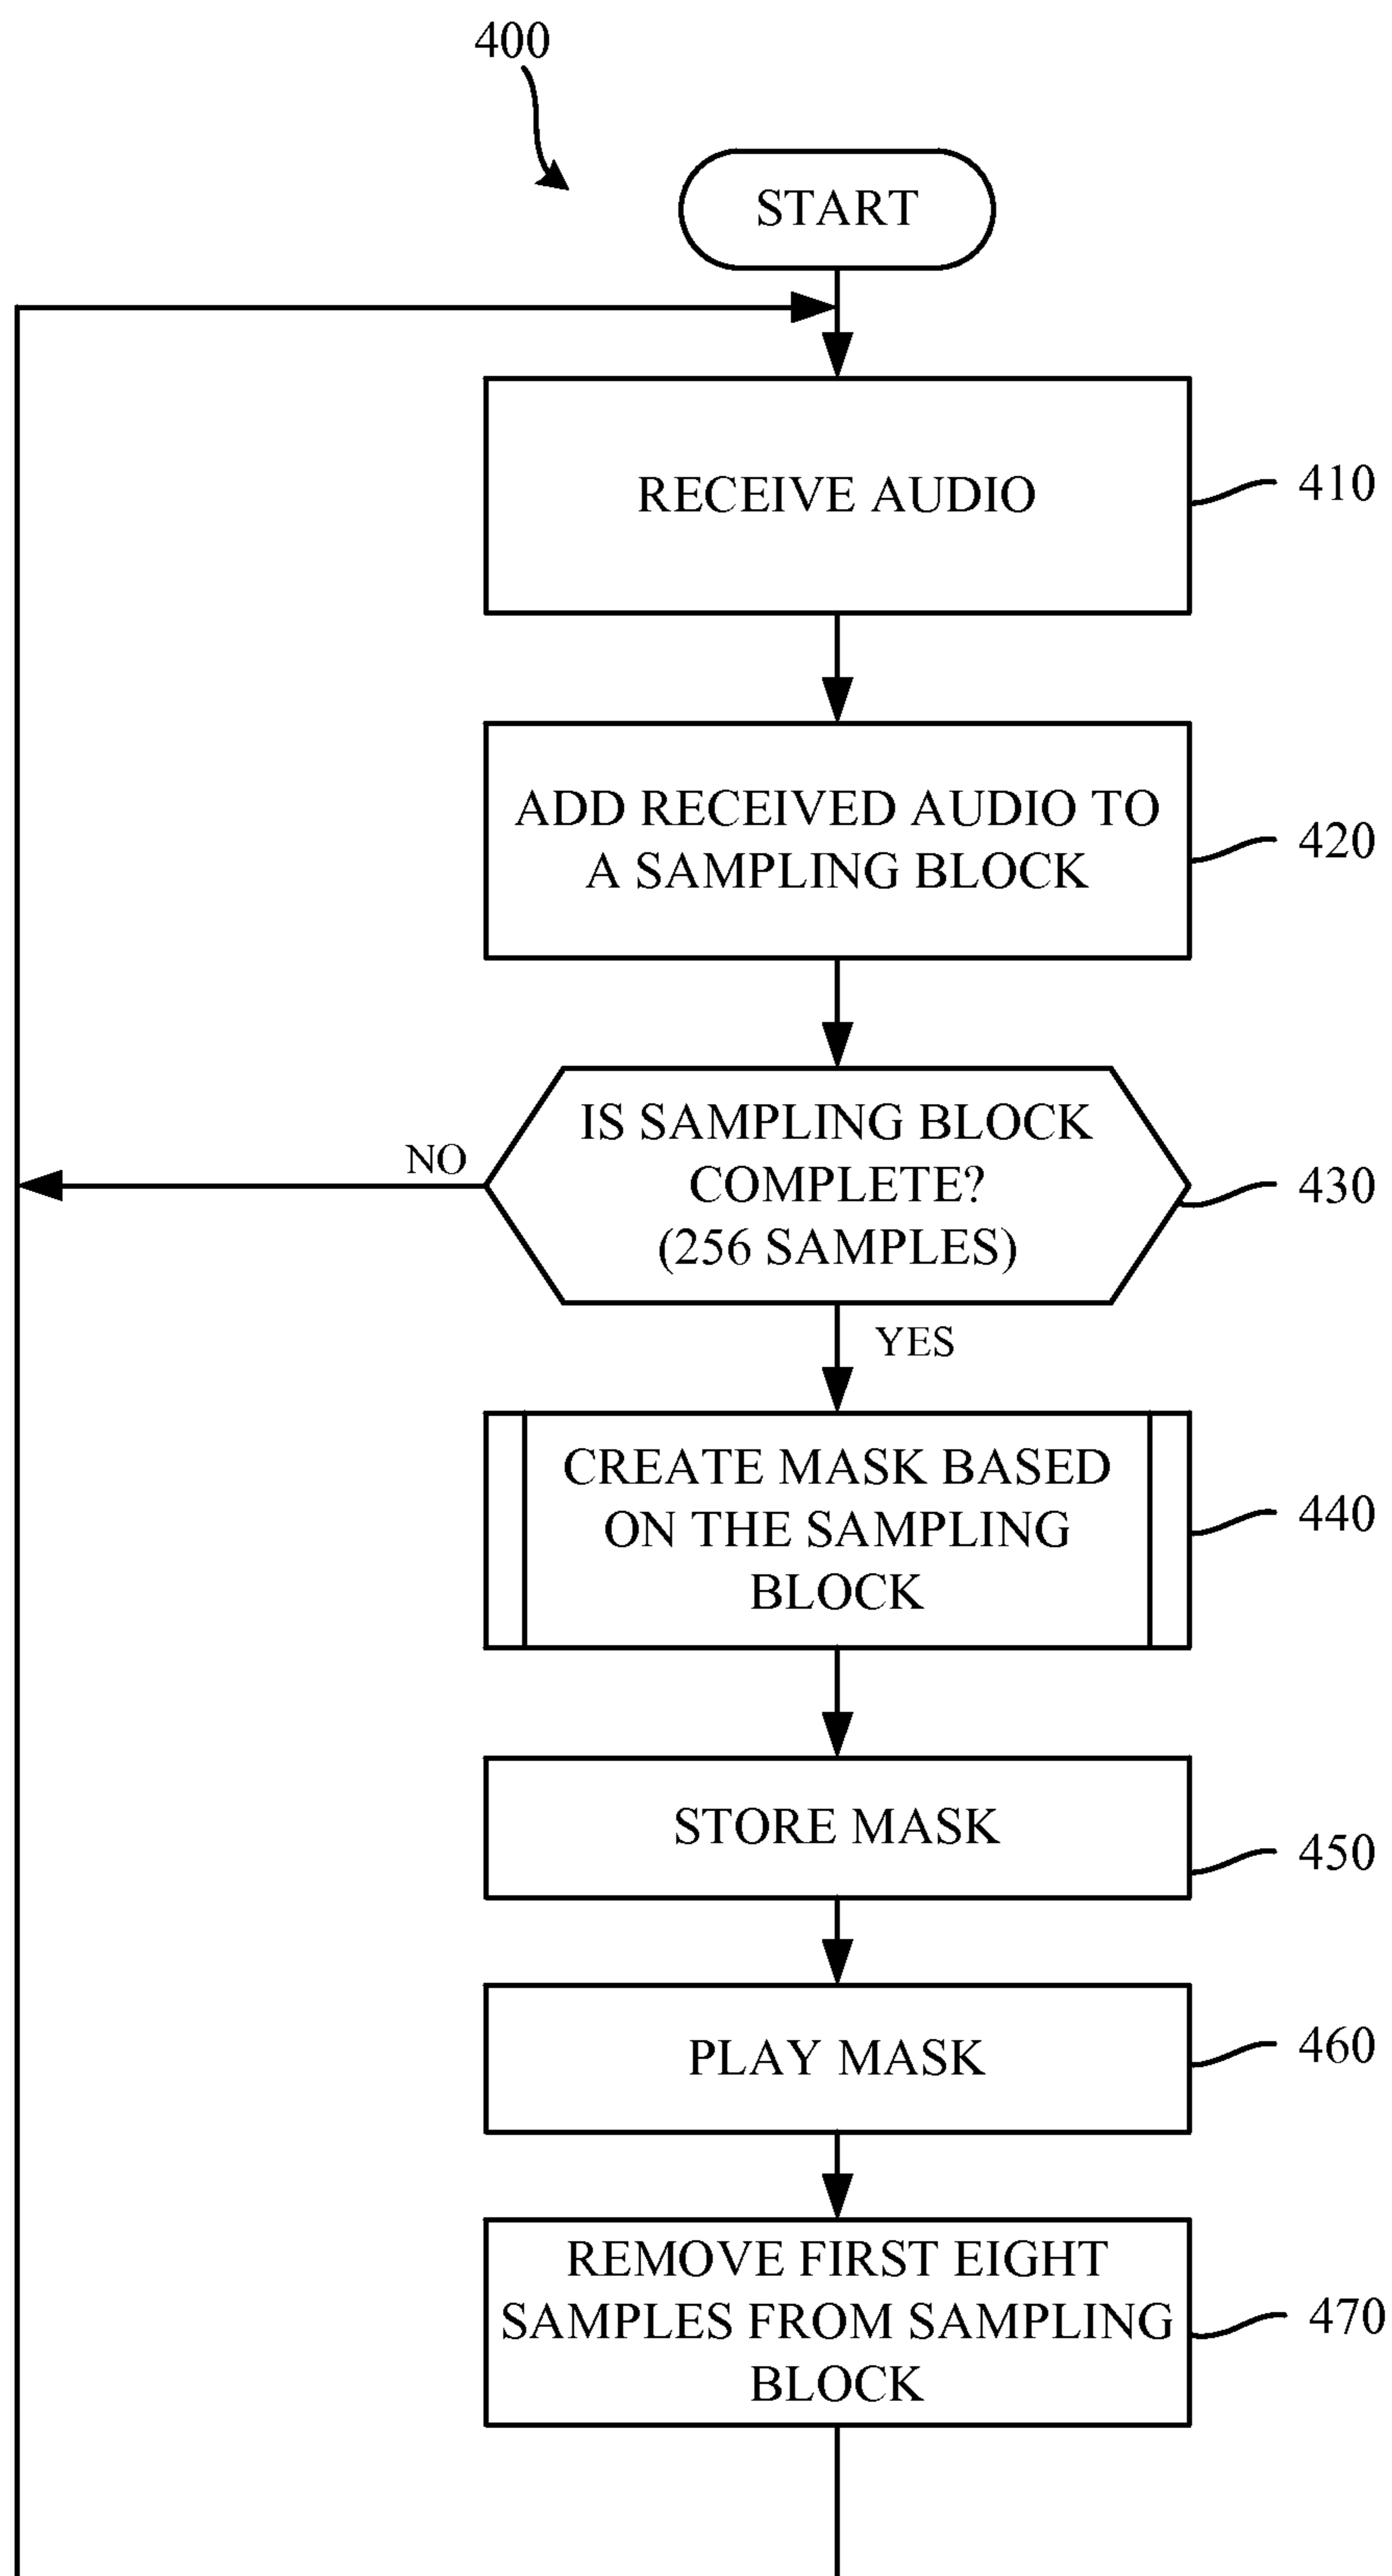 400
START
RECEIVE AUDIO
410
ADD RECEIVED AUDIO TO
A SAMPLING BLOCK
420
IS SAMPLING BLOCK
COMPLETE?
(256 SAMPLES)
430
NO
YES
CREATE MASK BASED
ON THE SAMPLING
BLOCK
440
STORE MASK
450
PLAY MASK
460
REMOVE FIRST EIGHT
SAMPLES FROM SAMPLING
BLOCK
470